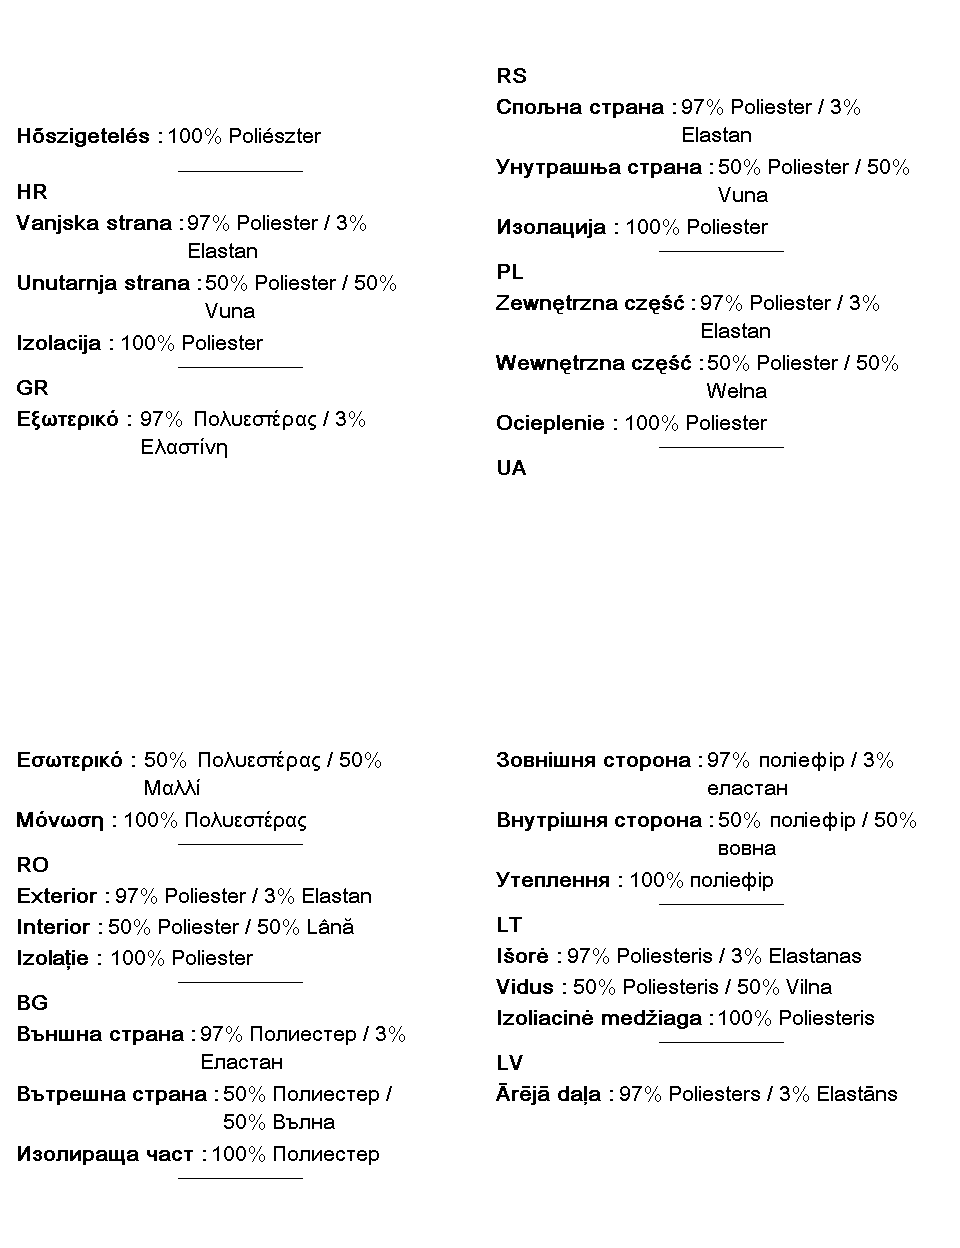 Hőszigetelés : 100% Poliészter
HR
Vanjska strana : 97% Poliester / 3%
Elastan
Unutarnja strana : 50% Poliester / 50%
Vuna
Izolacija : 100% Poliester
GR
Εξωτερικό : 97% Πολυεστέρας / 3%
Ελαστίνη
RS
Спољна страна : 97% Poliester / 3%
Elastan
Унутрашња страна : 50% Poliester / 50%
Vuna
Изолација : 100% Poliester
PL
Zewnętrzna część : 97% Poliester / 3%
Elastan
Wewnętrzna część : 50% Poliester / 50%
Welna
Ocieplenie : 100% Poliester
UA
Εσωτερικό : 50% Πολυεστέρας / 50%
Μαλλί
Μόνωση : 100% Πολυεστέρας
RO
Exterior : 97% Poliester / 3% Elastan
Interior : 50% Poliester / 50% Lână
Izolație : 100% Poliester
BG
Външна страна : 97% Полиестер / 3%
Еластан
Вътрешна страна : 50% Полиестер /
50% Вълна
Изолираща част : 100% Полиестер
Зовнішня сторона : 97% поліефір / 3%
еластан
Внутрішня сторона : 50% поліефір / 50%
вовна
Утеплення : 100% поліефір
LT
Išorė : 97% Poliesteris / 3% Elastanas
Vidus : 50% Poliesteris / 50% Vilna
Izoliacinė medžiaga : 100% Poliesteris
LV
Ārējā daļa : 97% Poliesters / 3% Elastāns